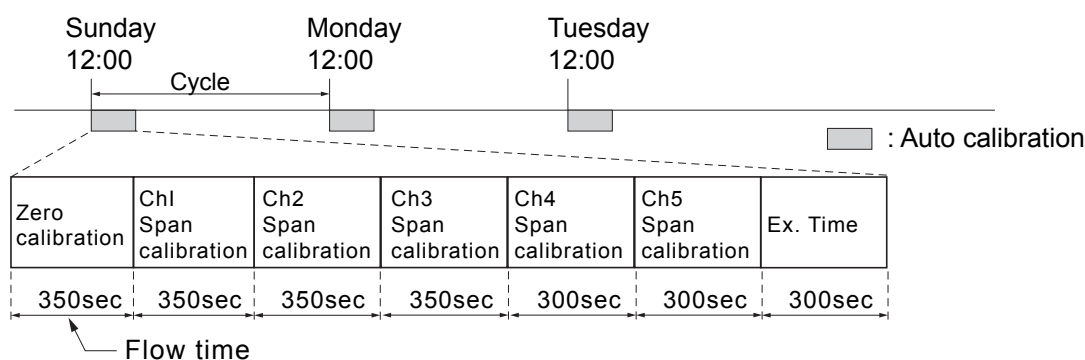 Sunday
12:00
Monday
12:00
Tuesday
12:00
Cycle
: Auto calibration
Zero
calibration
Chl
Span
calibration
Ch2
Span
calibration
Ch3
Span
calibration
Ch4
Span
calibration
Ch5
Span
calibration
Ex. Time
350sec
350sec
350sec
350sec
300sec
300sec
300sec
Flow time